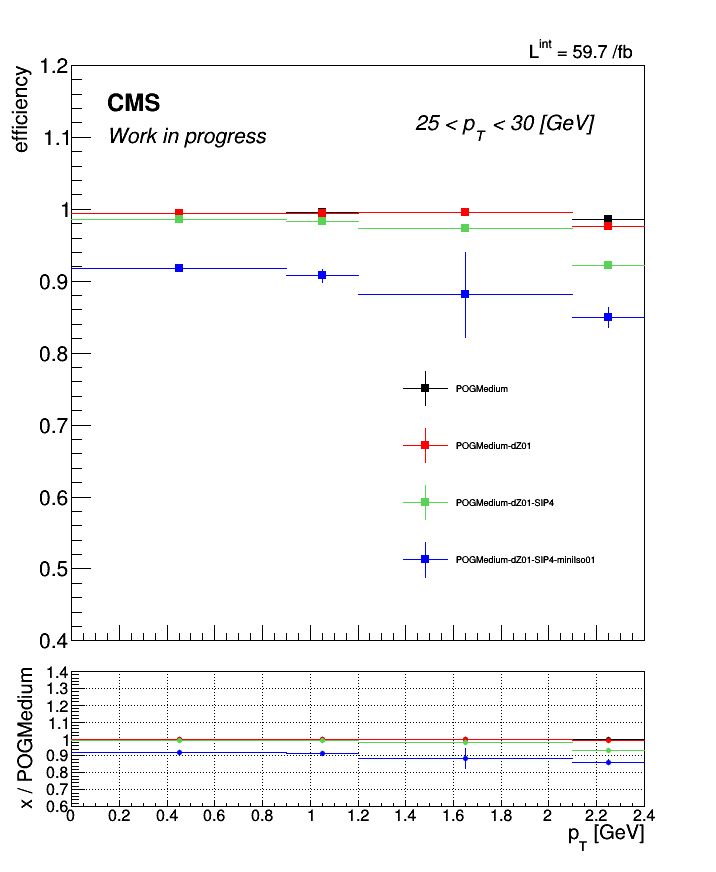 L^int = 59.7 /fb
efficiency
1.2
CMS
25 < p_T < 30 [GeV]
Work in progress
1.1
1
0.9
0.8
POGMedium
0.7
POGMedium-dZ01
0.6
POGMedium-dZ01-SIP4
0.5
POGMedium-dZ01-SIP4-miniIso01
0.4
x / POGMedium
1.4
1.3
1.2
1.1
1
0.9
0.8
0.7
0.6
0 0.2 0.4 0.6 0.8 1 1.2 1.4 1.6 1.8 2 2.2 2.4
p_T [GeV]